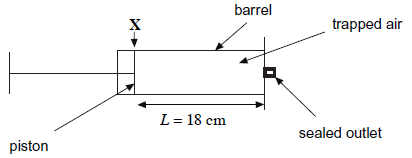 barrel
X
trapped air
L = 18 cm
sealed outlet
piston